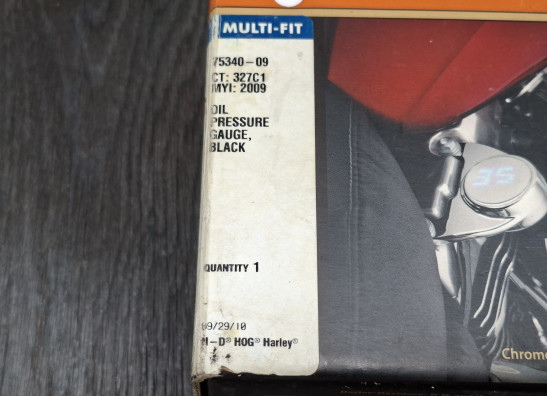 MULTI-FIT
75340-09
CT: 327C1
MYI: 2009
OIL
PRESSURE
GAUGE,
BLACK
QUANTITY 1
09/29/10
H-D® HOG® Harley®
35
Chrome